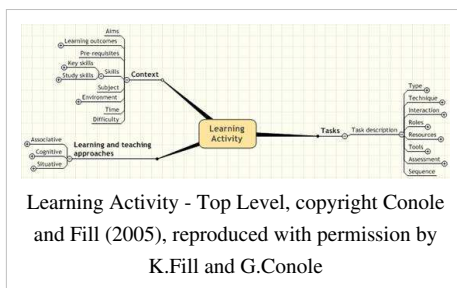 Aims
Learning outcomes
Pre-requisites
Key skills
Study skills
Skills
Subject
Environment
Time
Difficulty
Context
Learning
Activity
Associative
Cognitive
Situative
Learning and teaching
approaches
Tasks
Task description
Type
Technique
Interaction
Roles
Resources
Tools
Assessment
Sequence
Learning Activity - Top Level, copyright Conole
and Fill (2005), reproduced with permission by
K.Fill and G.Conole